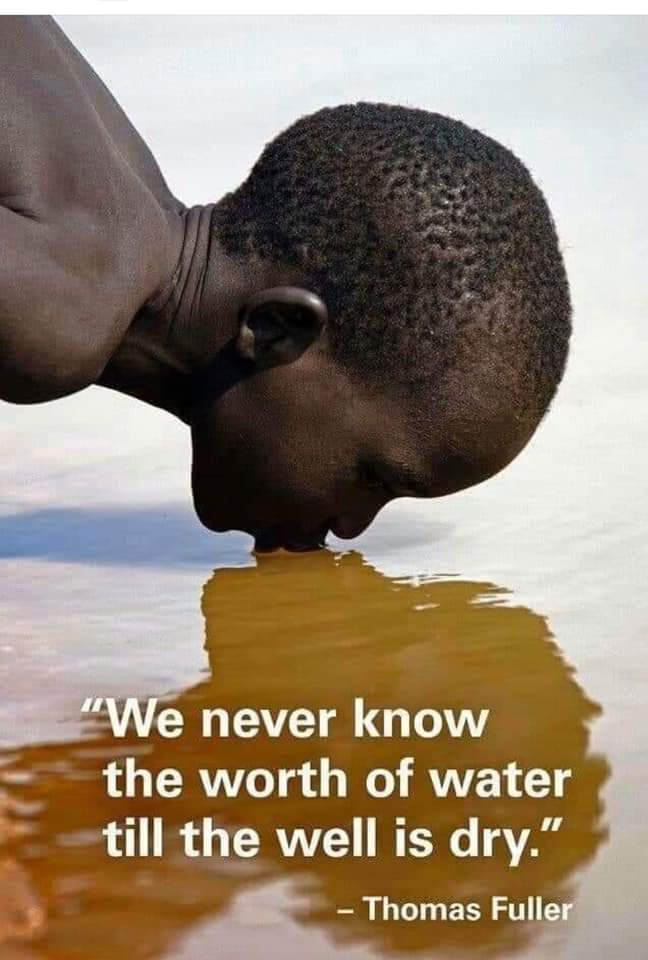 “We never know
the worth of water
till the well is dry.”
– Thomas Fuller